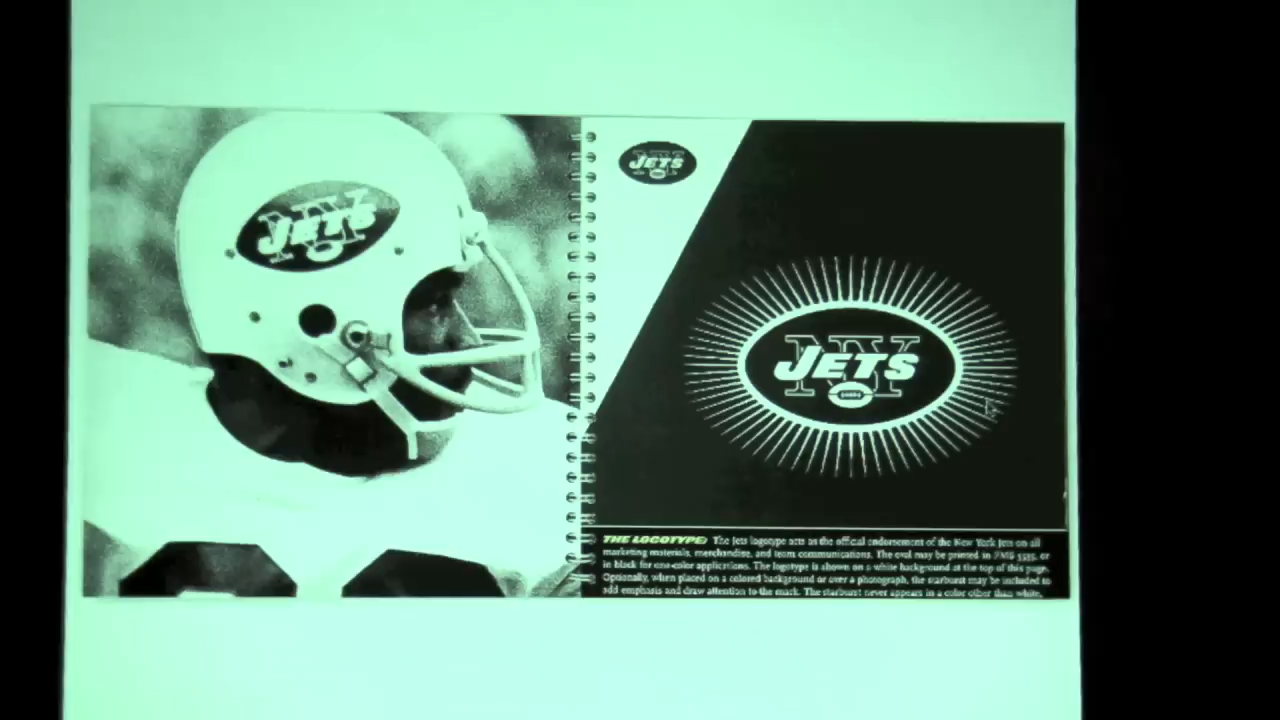 NY
JETS
NY
JETS
NY
JETS
THE LOGOTYPE: The Jets logotype acts as the official endorsement of the New York Jets on all
marketing materials, merchandise, and team communications. The oval may be printed in PMS 5535, or
in black for one-color applications. The logotype is shown on a white background at the top of this page.
Optionally, when placed on a colored background or over a photograph, the starburst may be included to
add emphasis and draw attention to the mark. The starburst never appears in a color other than white,